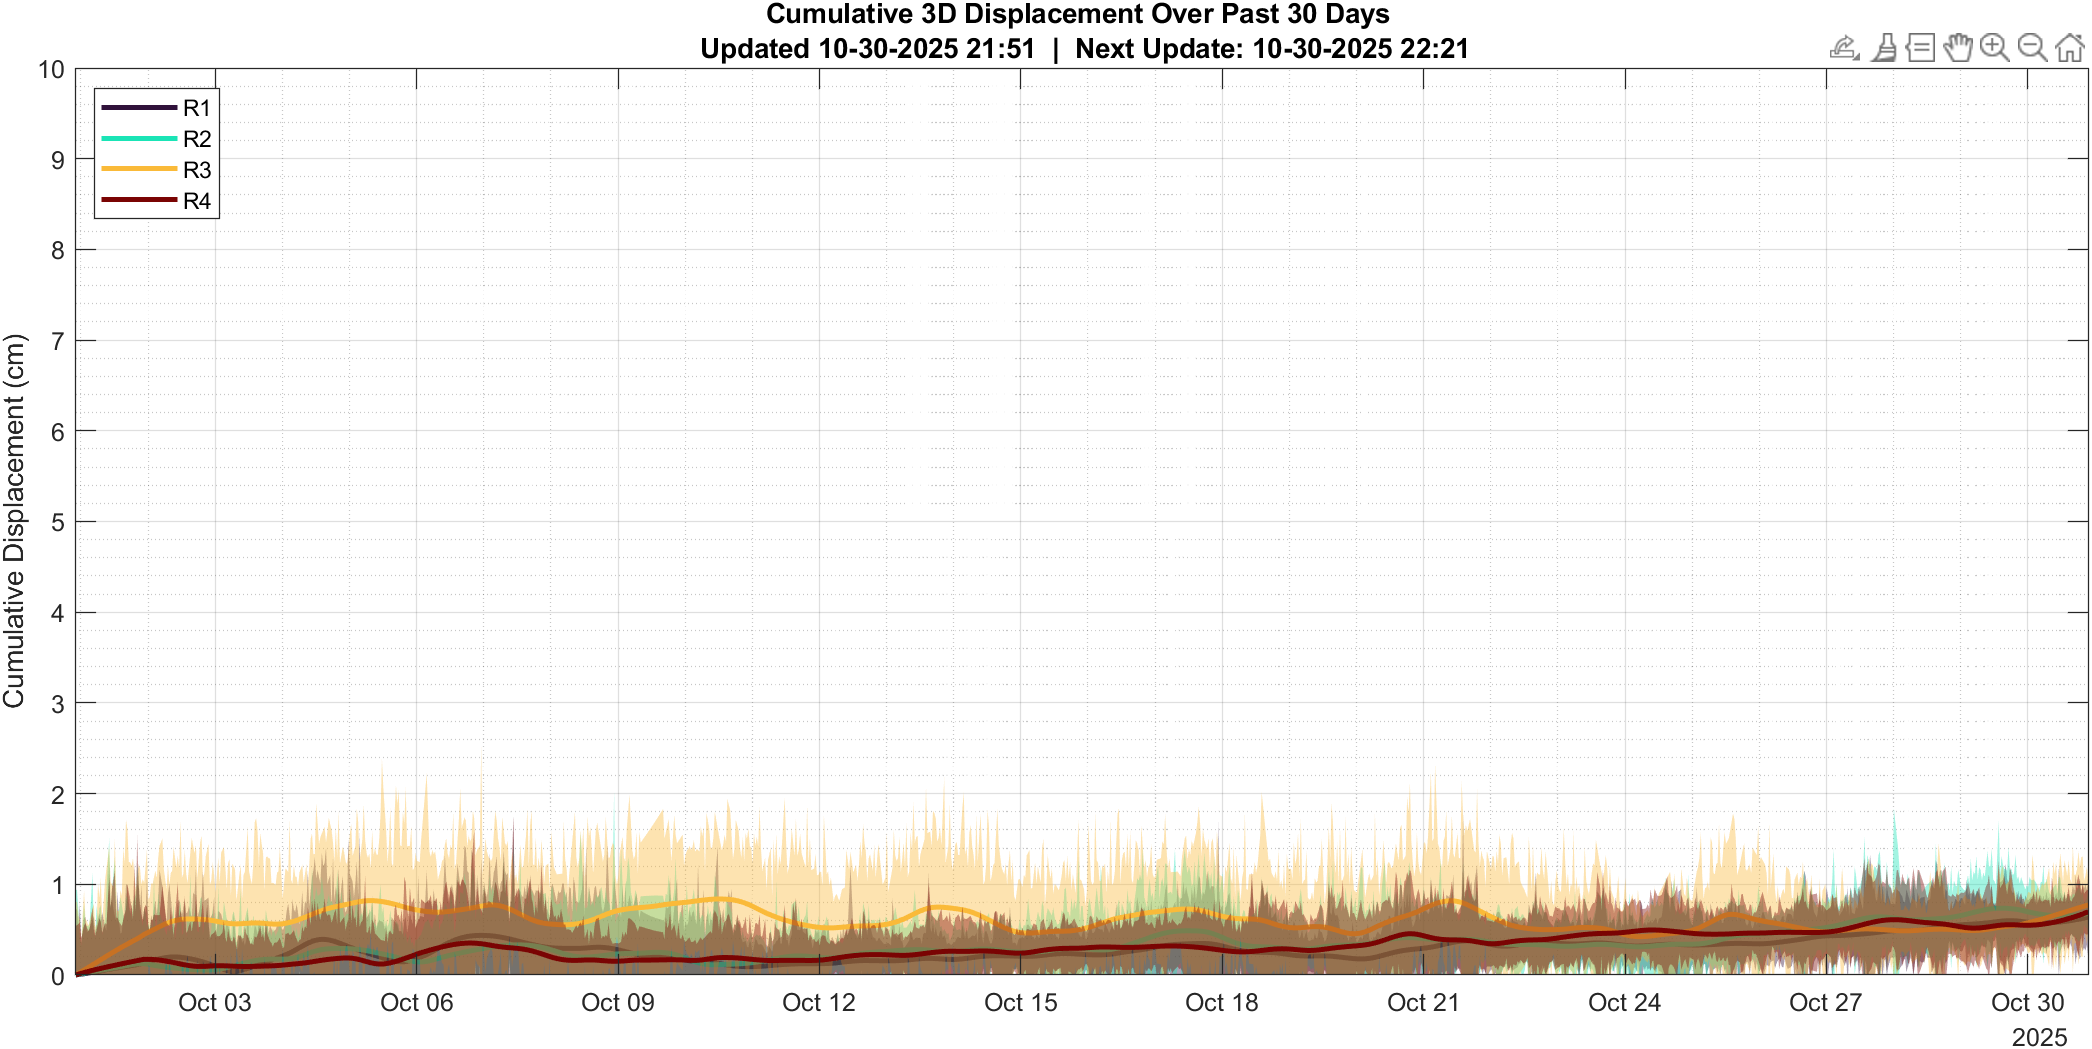 Cumulative 3D Displacement Over Past 30 Days
Updated 10-30-2025 21:51 | Next Update: 10-30-2025 22:21
R1
R2
R3
R4
Cumulative Displacement (cm)
10
9
8
7
6
5
4
3
2
1
0
Oct 03 Oct 06 Oct 09 Oct 12 Oct 15 Oct 18 Oct 21 Oct 24 Oct 27 Oct 30
2025